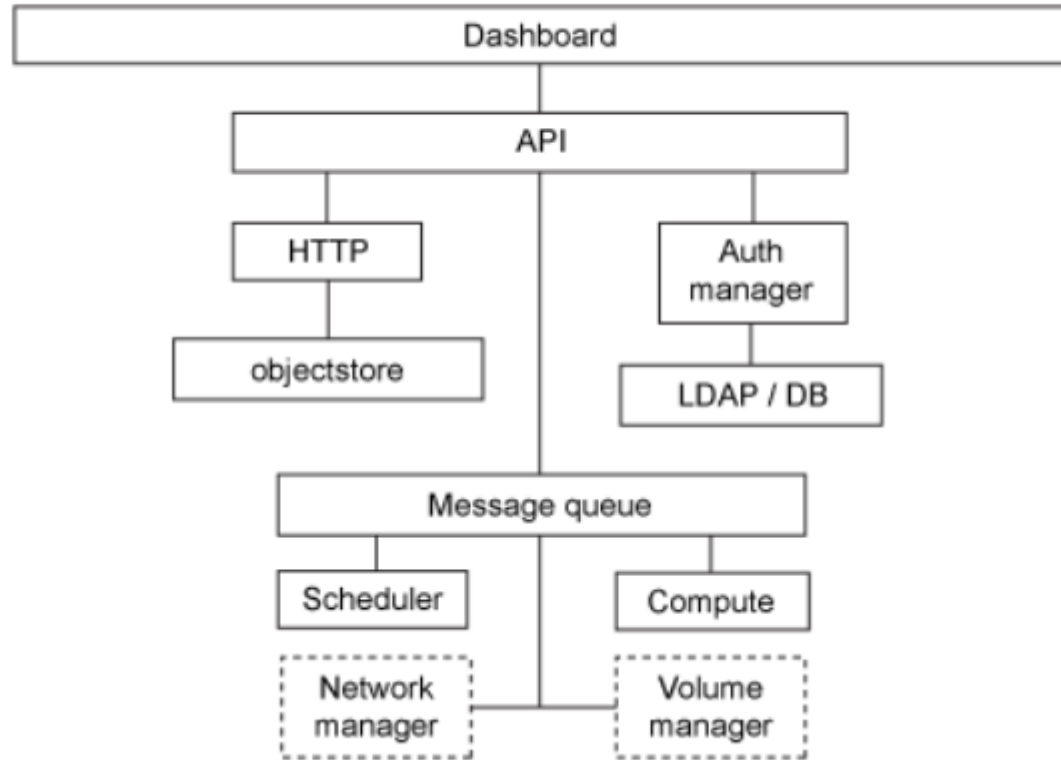 Dashboard
API
HTTP
Auth
manager
objectstore
LDAP / DB
Message queue
Scheduler
Compute
Network
manager
Volume
manager